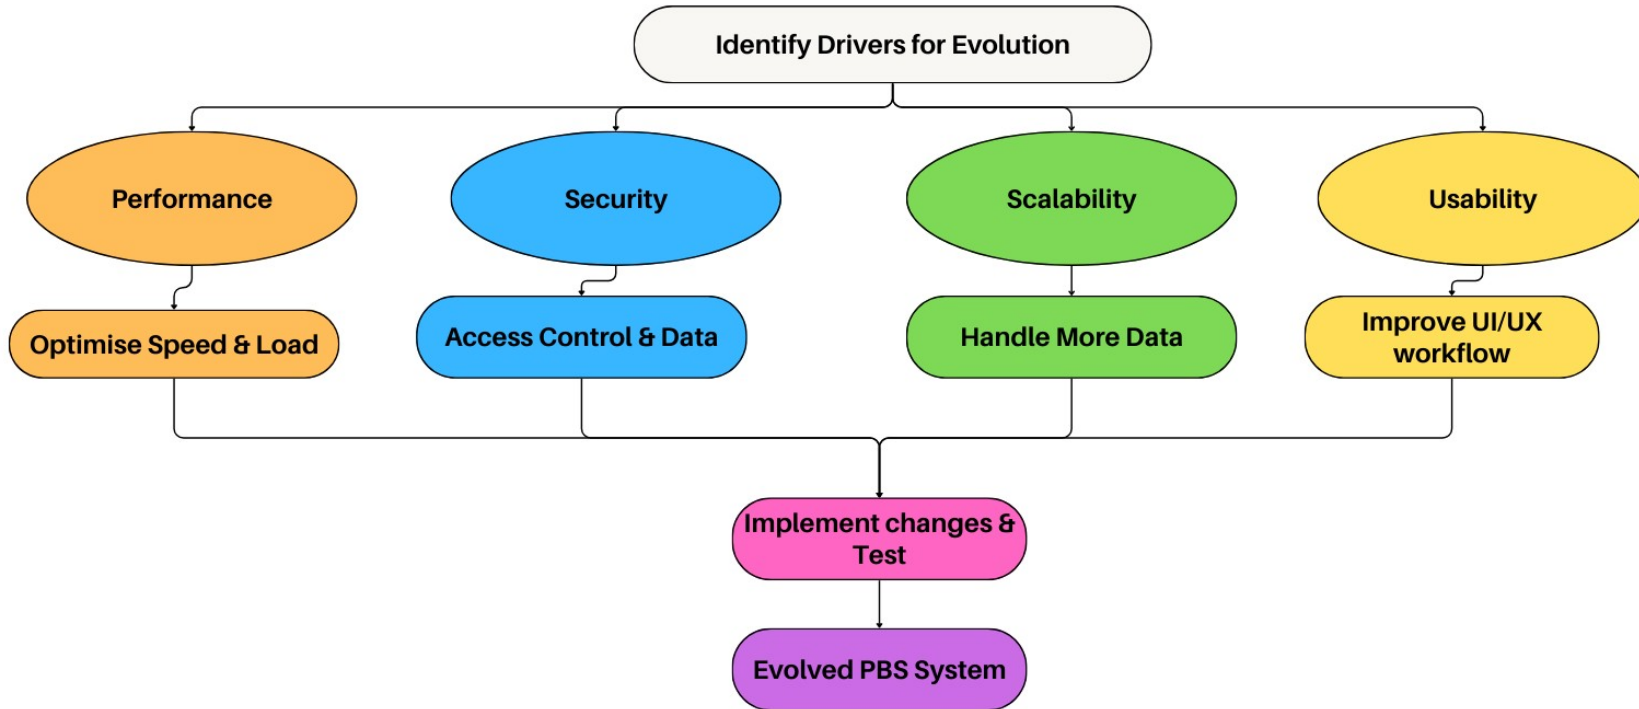 Identify Drivers for Evolution
Performance
Security
Scalability
Usability
Optimise Speed & Load
Access Control & Data
Handle More Data
Improve UI/UX
workflow
Implement changes &
Test
Evolved PBS System